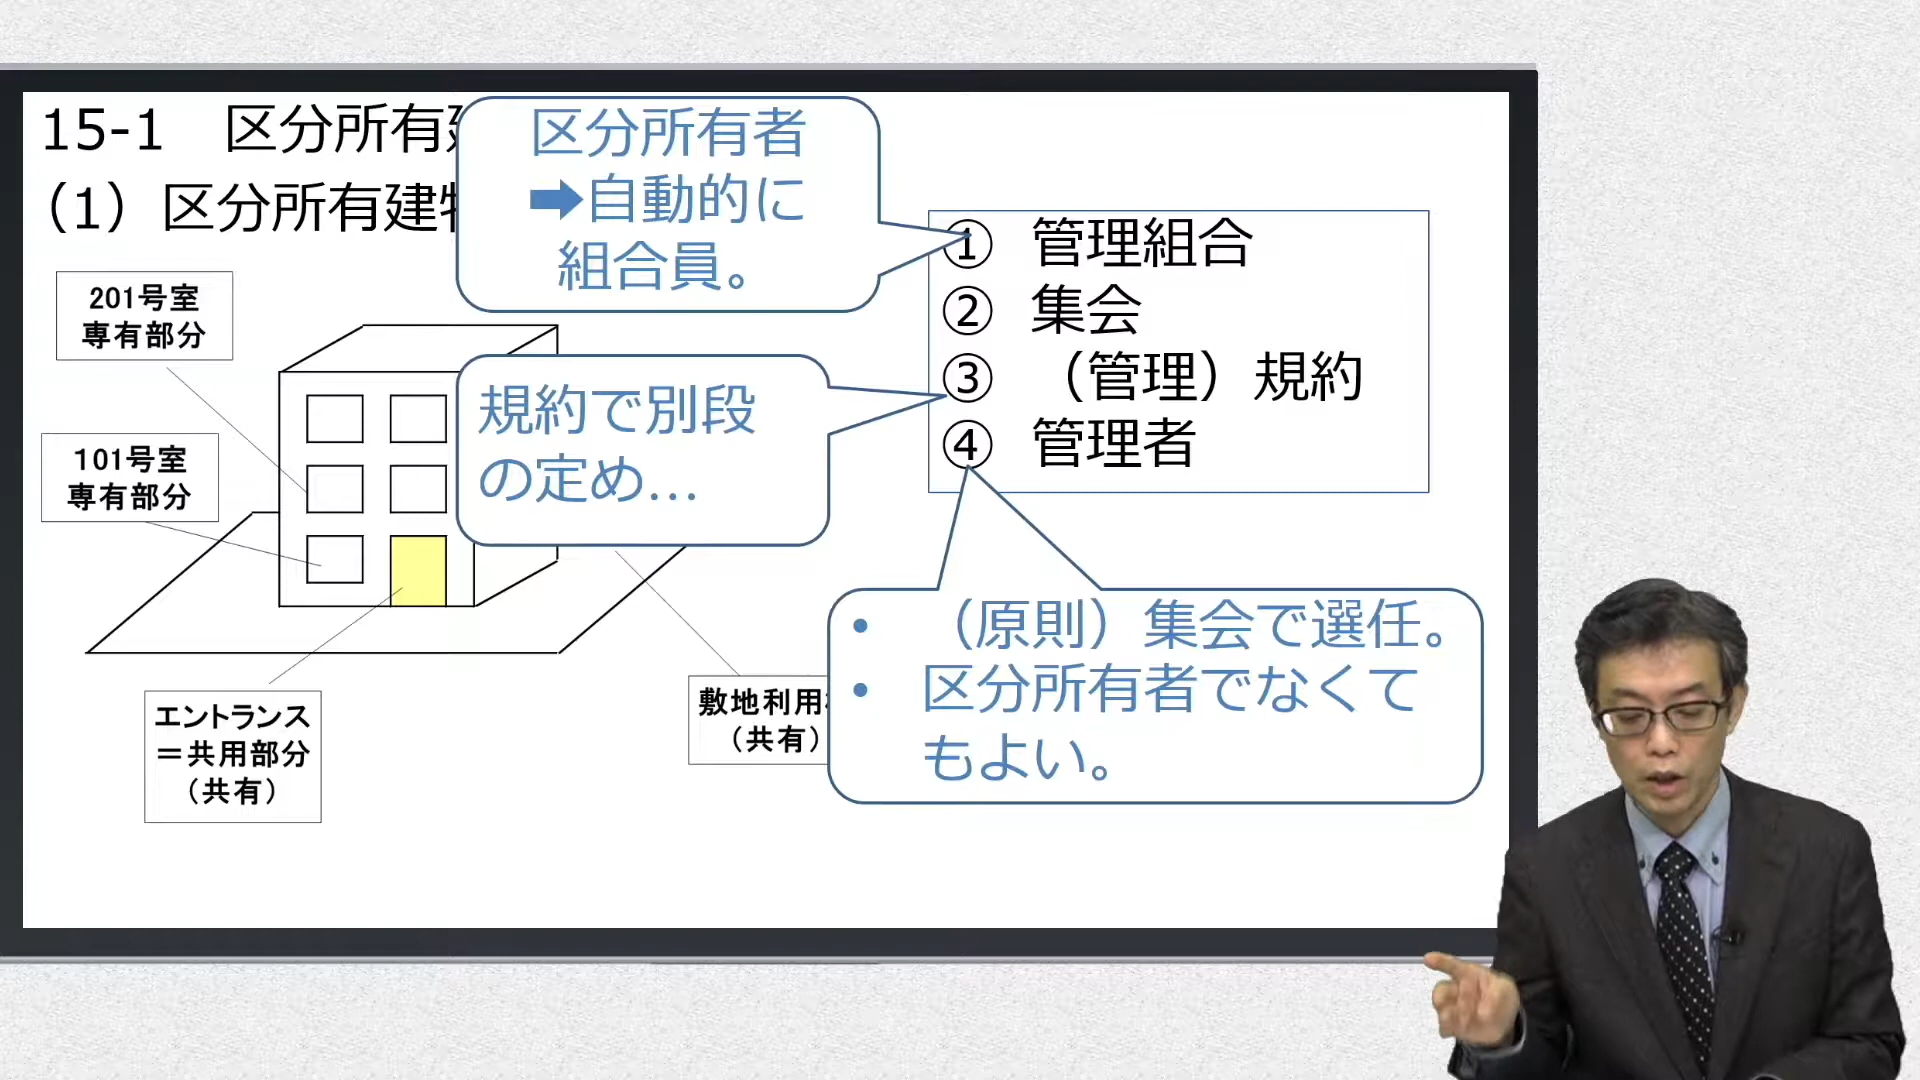 15-1　区分所有
（1）区分所有建
区分所有者
➡自動的に
組合員。
① 管理組合
② 集会
③ （管理）規約
④ 管理者
201号室
専有部分
101号室
専有部分
規約で別段
の定め…
• （原則）集会で選任。
• 区分所有者でなくて
もよい。
エントランス
＝共用部分
（共有）
敷地利用
（共有）